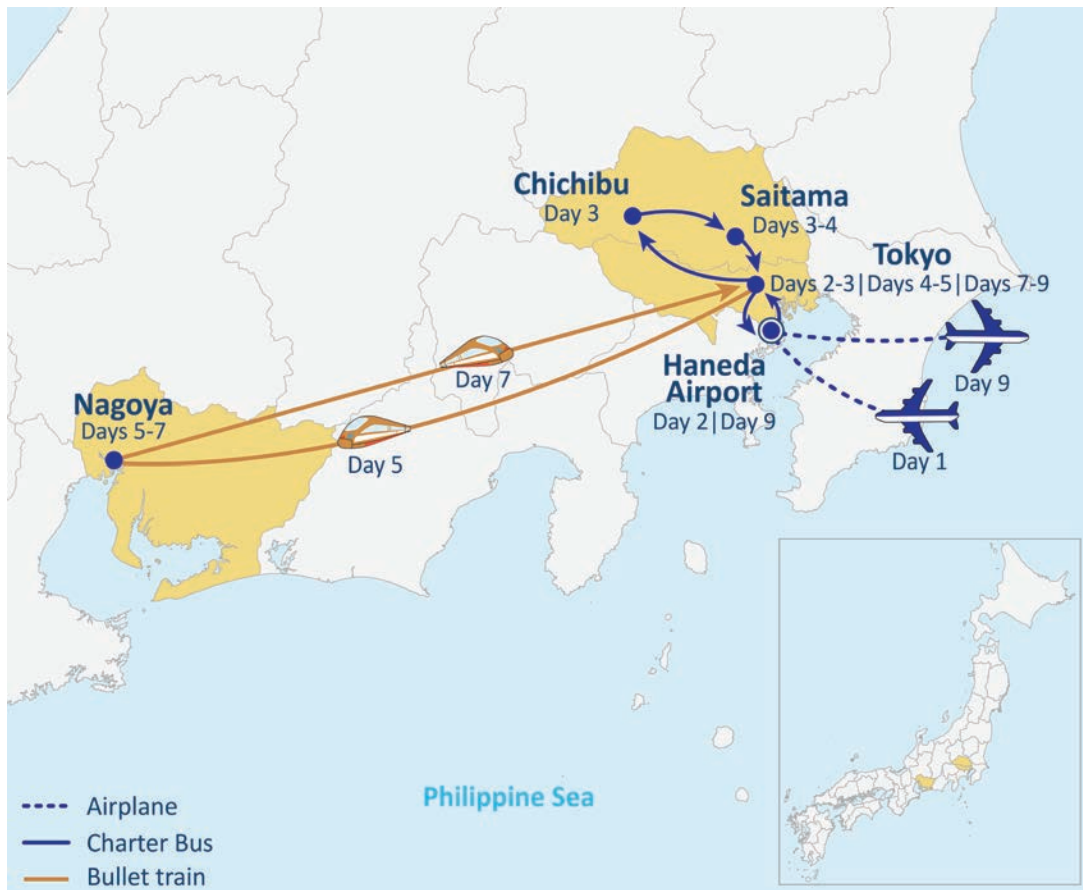 Chichibu
Day 3
Saitama
Days 3-4
Tokyo
Days 2-3|Days 4-5|Days 7-9
Haneda
Airport
Day 2|Day 9
Day 9
Day 1
Day 7
Day 5
Nagoya
Days 5-7
Philippine Sea
Airplane
Charter Bus
Bullet train